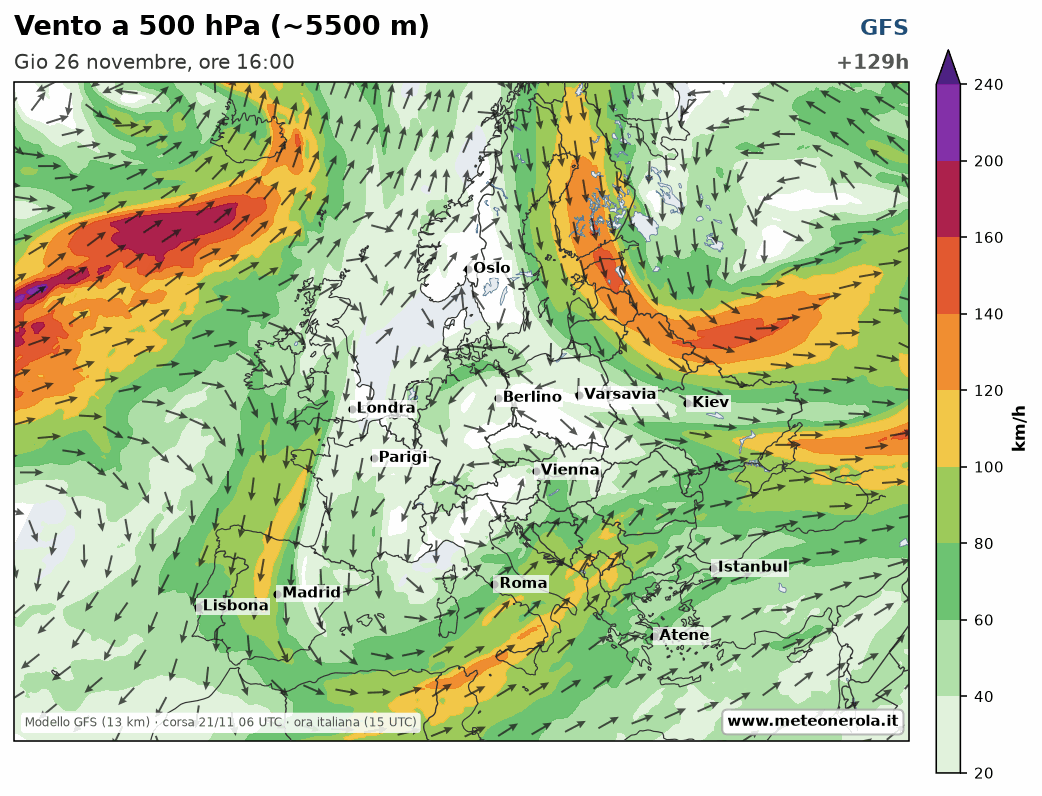 Vento a 500 hPa (~5500 m)
GFS
Gio 26 novembre, ore 16:00
+129h
240
200
160
140
120
100
80
60
40
20
km/h
Oslo
Londra
Berlino
Varsavia
Kiev
Parigi
Vienna
Istanbul
Roma
Madrid
Lisbona
Atene
Modello GFS (13 km) · corsa 21/11 06 UTC · ora italiana (15 UTC)
www.meteonerola.it